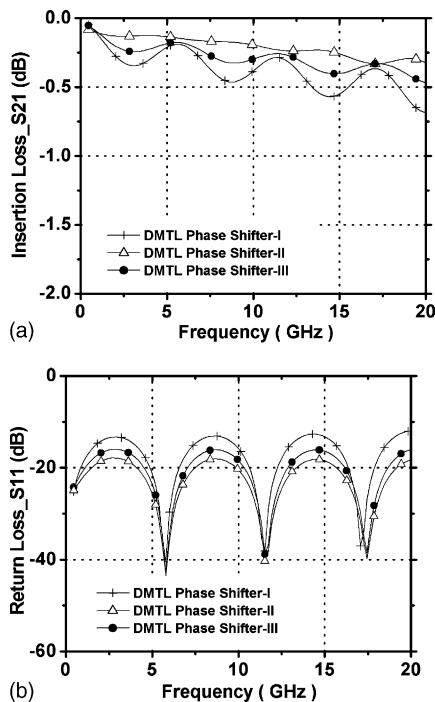 0.0
-0.5
-1.0
-1.5
-2.0
Insertion Loss_S21 (dB)
DMTL Phase Shifter-I
DMTL Phase Shifter-II
DMTL Phase Shifter-III
0 5 10 15 20
(a)
Frequency ( GHz )
0
-20
-40
-60
Return Loss_S11 (dB)
DMTL Phase Shifter-I
DMTL Phase Shifter-II
DMTL Phase Shifter-III
0 5 10 15 20
(b)
Frequency ( GHz )